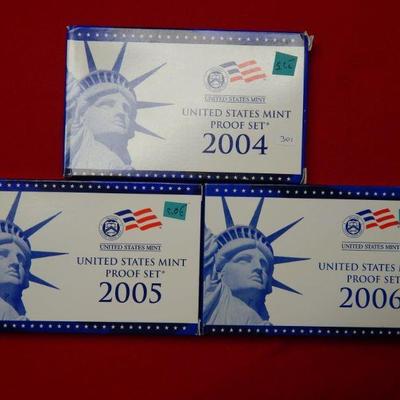 UNITED STATES MINT
UNITED STATES MINT
PROOF SET®
2004
301
UNITED STATES MINT
UNITED STATES MINT
PROOF SET®
2005
UNITED STATES MINT
UNITED STATES M
PROOF SET
2006